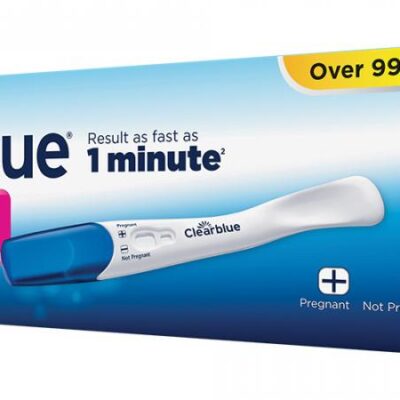 Over 99
ue®
Result as fast as
1 minute²
Pregnant
Not Pregnant
Clearblue
Pregnant
Not Pr